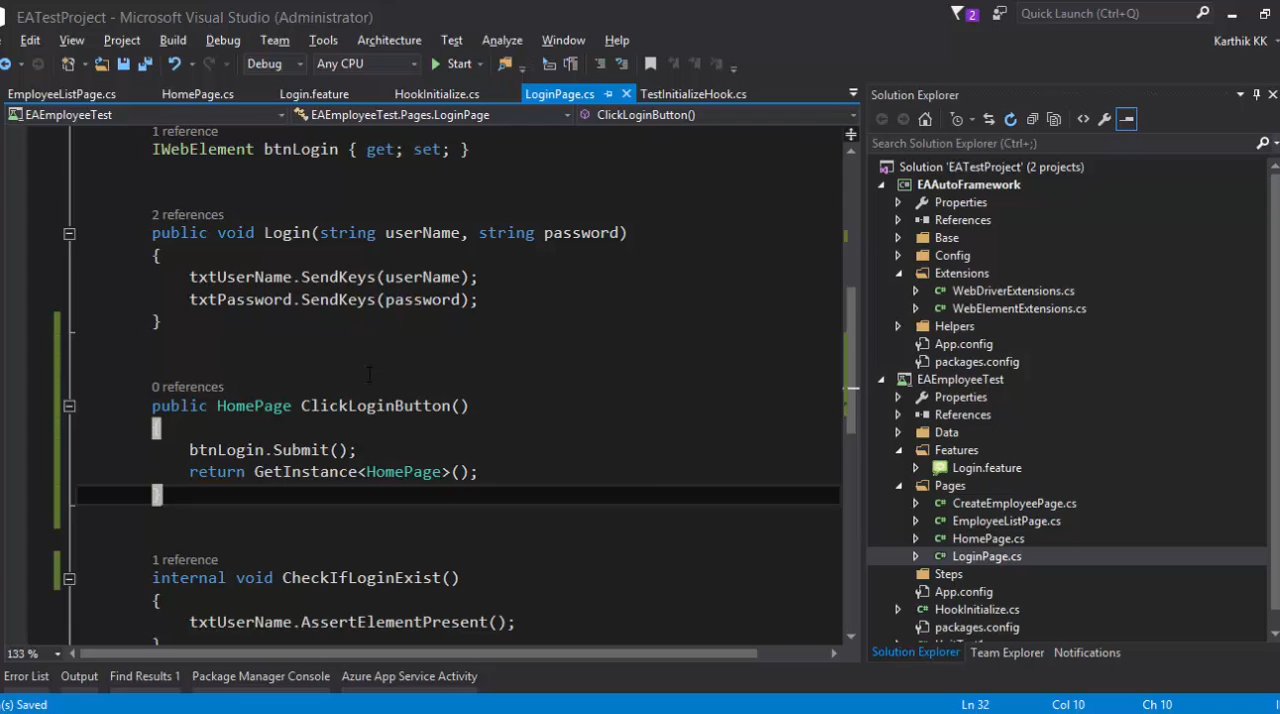 EATestProject - Microsoft Visual Studio (Administrator)
2
Quick Launch (Ctrl+Q)
Edit View Project Build Debug Team Tools Architecture Test Analyze Window Help
Karthik KK
Debug Any CPU Start
EmployeeListPage.cs HomePage.cs Login.feature HookInitialize.cs LoginPage.cs TestInitializeHook.cs
EAEmployeeTest EAEmployeeTest.Pages.LoginPage ClickLoginButton()
1 reference
IWebElement btnLogin { get; set; }
2 references
public void Login(string userName, string password)
{
txtUserName.SendKeys(userName);
txtPassword.SendKeys(password);
}
0 references
public HomePage ClickLoginButton()
{
btnLogin.Submit();
return GetInstance<HomePage>();
}
1 reference
internal void CheckIfLoginExist()
{
txtUserName.AssertElementPresent();
}
133 %
Solution Explorer
Search Solution Explorer (Ctrl+;)
Solution 'EATestProject' (2 projects)
EAAutoFramework
Properties
References
Base
Config
Extensions
WebDriverExtensions.cs
WebElementExtensions.cs
Helpers
App.config
packages.config
EAEmployeeTest
Properties
References
Data
Features
Login.feature
Pages
CreateEmployeePage.cs
EmployeeListPage.cs
HomePage.cs
LoginPage.cs
Steps
App.config
HookInitialize.cs
packages.config
Solution Explorer Team Explorer Notifications
Error List Output Find Results 1 Package Manager Console Azure App Service Activity
(s) Saved Ln 32 Col 10 Ch 10